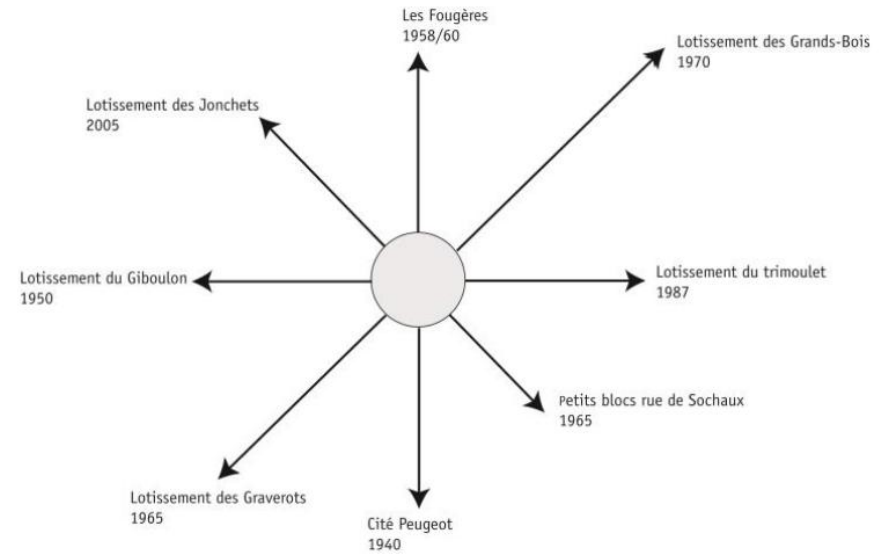 Les Fougères
1958/60
Lotissement des Grands-Bois
1970
Lotissement des Jonchets
2005
Lotissement du Giboulon
1950
Lotissement du trimoulet
1987
Petits blocs rue de Sochaux
1965
Lotissement des Graverots
1965
Cité Peugeot
1940